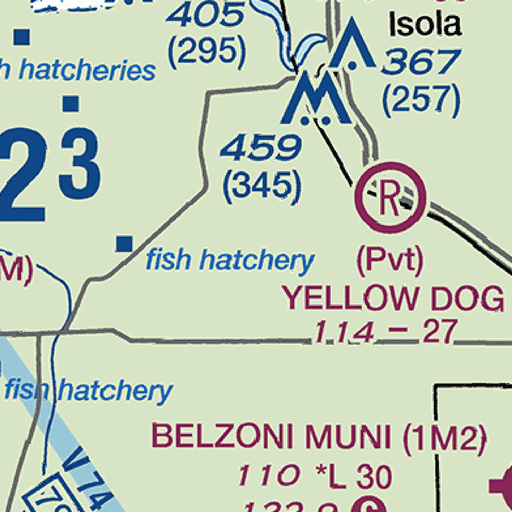 405
(295)
Isola
367
(257)
h hatcheries
23
459
(345)
R
fish hatchery
(Pvt)
M)
YELLOW DOG
114 - 27
fish hatchery
BELZONI MUNI (1M2)
110 *L 30
V 74
C